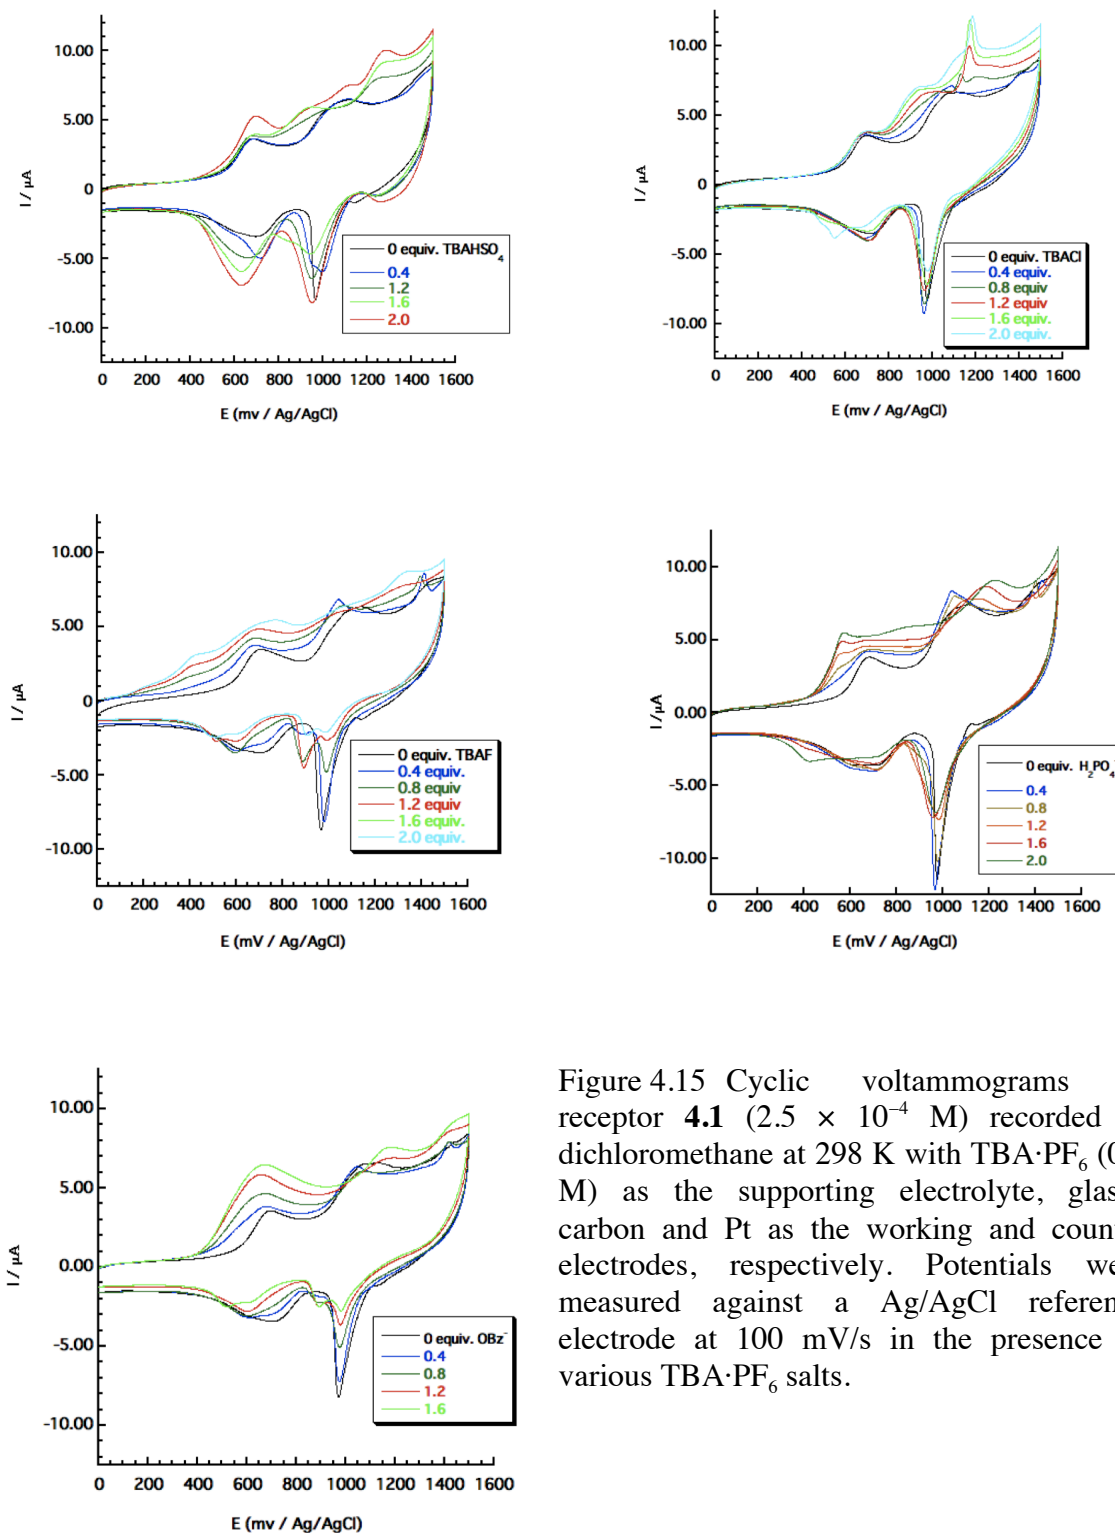 10.00
5.00
0
-5.00
-10.00
I / µA
0 equiv. TBAHSO4
0.4
1.2
1.6
2.0
0 200 400 600 800 1000 1200 1400 1600
E (mv / Ag/AgCl)
10.00
5.00
0
-5.00
-10.00
I / µA
0 equiv. TBACl
0.4 equiv.
0.8 equiv
1.2 equiv
1.6 equiv.
2.0 equiv.
0 200 400 600 800 1000 1200 1400 1600
E (mv / Ag/AgCl)
10.00
5.00
0
-5.00
-10.00
I / µA
0 equiv. TBAF
0.4 equiv.
0.8 equiv
1.2 equiv
1.6 equiv.
2.0 equiv.
0 200 400 600 800 1000 1200 1400 1600
E (mV / Ag/AgCl)
10.00
5.00
0.00
-5.00
-10.00
I /µA
0 equiv. H2PO4
0.4
0.8
1.2
1.6
2.0
0 200 400 600 800 1000 1200 1400 1600
E (mv / Ag/AgCl)
10.00
5.00
0.00
-5.00
-10.00
I / µA
0 equiv. OBz-
0.4
0.8
1.2
1.6
0 200 400 600 800 1000 1200 1400 1600
E (mv / Ag/AgCl)
Figure 4.15 Cyclic voltammograms
receptor 4.1 (2.5 × 10⁻⁴ M) recorded
dichloromethane at 298 K with TBA·PF₆ (0
M) as the supporting electrolyte, glas
carbon and Pt as the working and coun
electrodes, respectively. Potentials we
measured against a Ag/AgCl referen
electrode at 100 mV/s in the presence
various TBA·PF₆ salts.